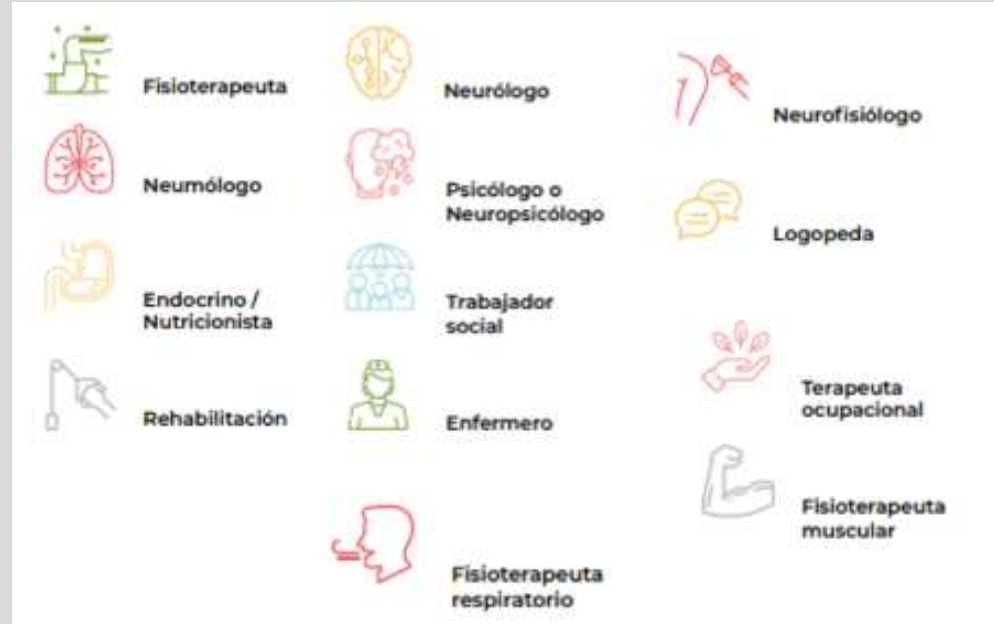 Fisioterapeuta
Neumólogo
Endocrino /
Nutricionista
Rehabilitación
Neurólogo
Psicólogo o
Neuropsicólogo
Trabajador
social
Enfermero
Fisioterapeuta
respiratorio
Neurofisiólogo
Logopeda
Terapeuta
ocupacional
Fisioterapeuta
muscular